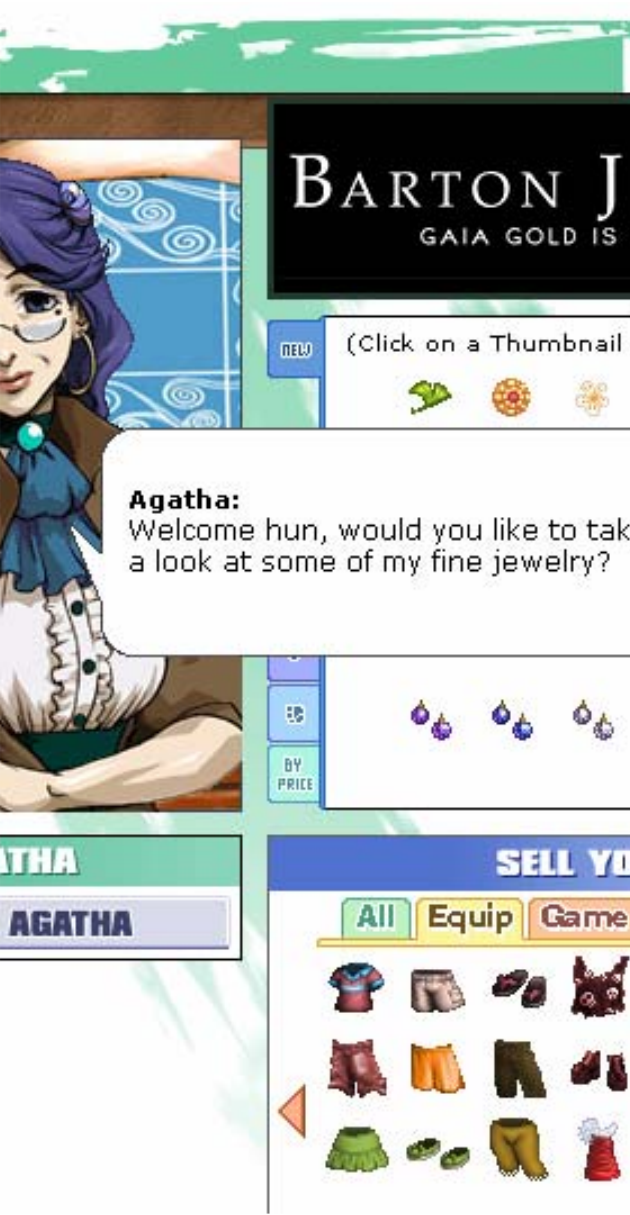 BARTON J
GAIA GOLD IS
NEW
(Click on a Thumbnail
Agatha:
Welcome hun, would you like to tak
a look at some of my fine jewelry?
BY
PRICE
ATHA
AGATHA
SELL YO
All Equip Game